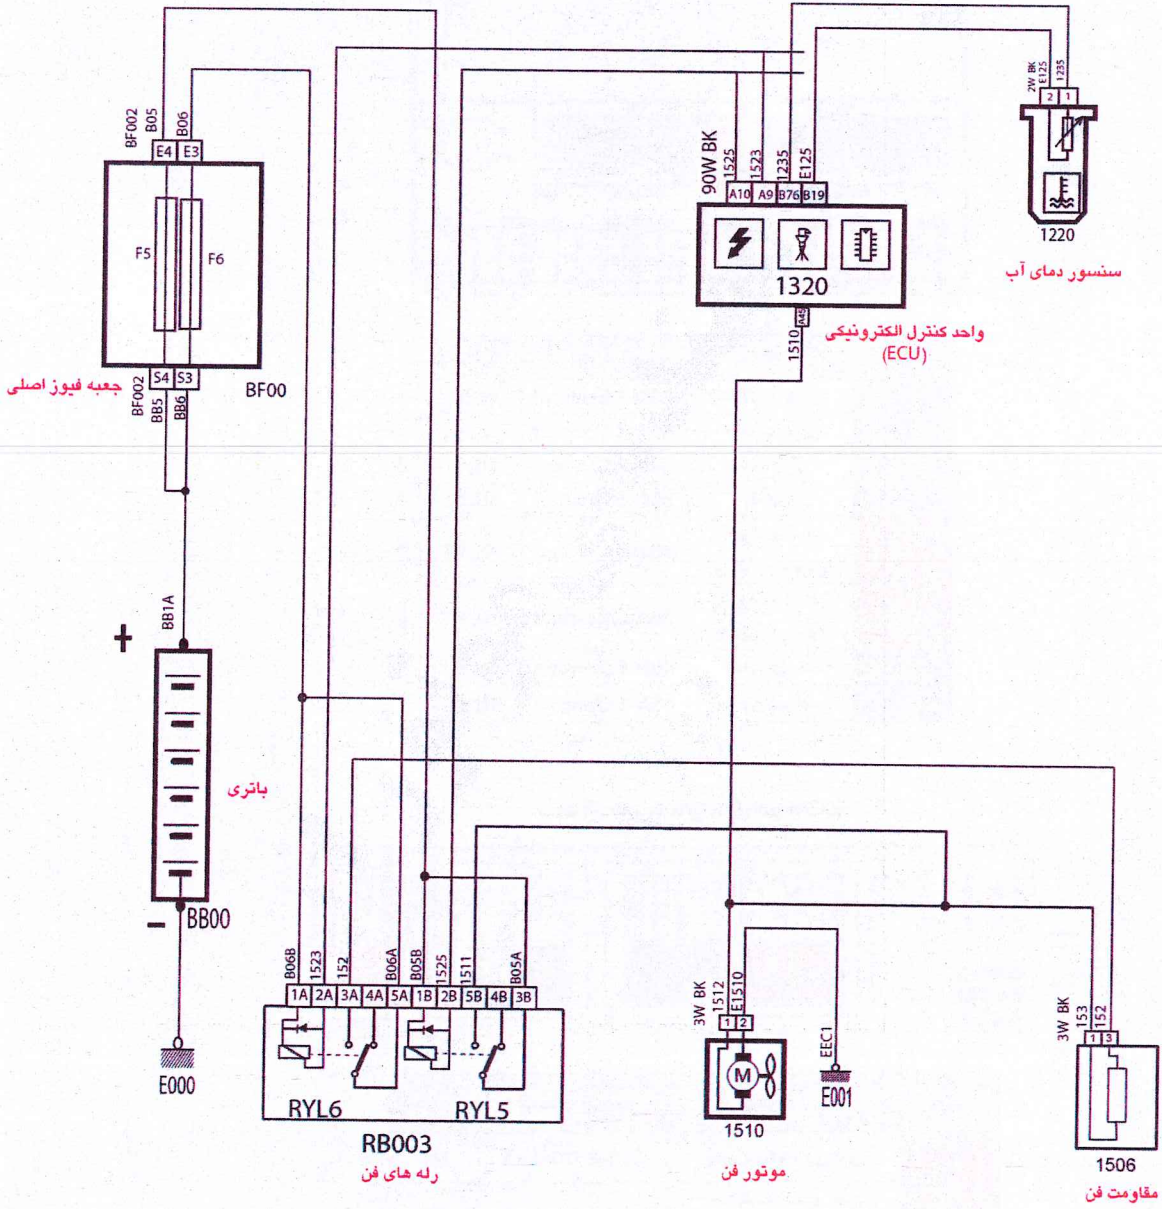 BF002
B05
B06
E4
E3
F5
F6
S4
S3
BF002
BB5
BB6
BF00
جعبه فیوز اصلی
90W BK
1525
1523
1235
E125
A10
A9
B76
B19
1320
A45
1510
واحد کنترل الکترونیکی
(ECU)
2W BK
E125
1235
2
1
1220
سنسور دمای آب
BB1A
+
-
BB00
باتری
E000
B06B
1523
152
B06A
B05B
1525
1511
B05A
1A
2A
3A
4A
5A
1B
2B
5B
4B
3B
RYL6
RYL5
RB003
رله های فن
3W BK
1512
E1510
1
2
M
1510
موتور فن
EEC1
E001
3W BK
153
152
1
3
1506
مقاومت فن